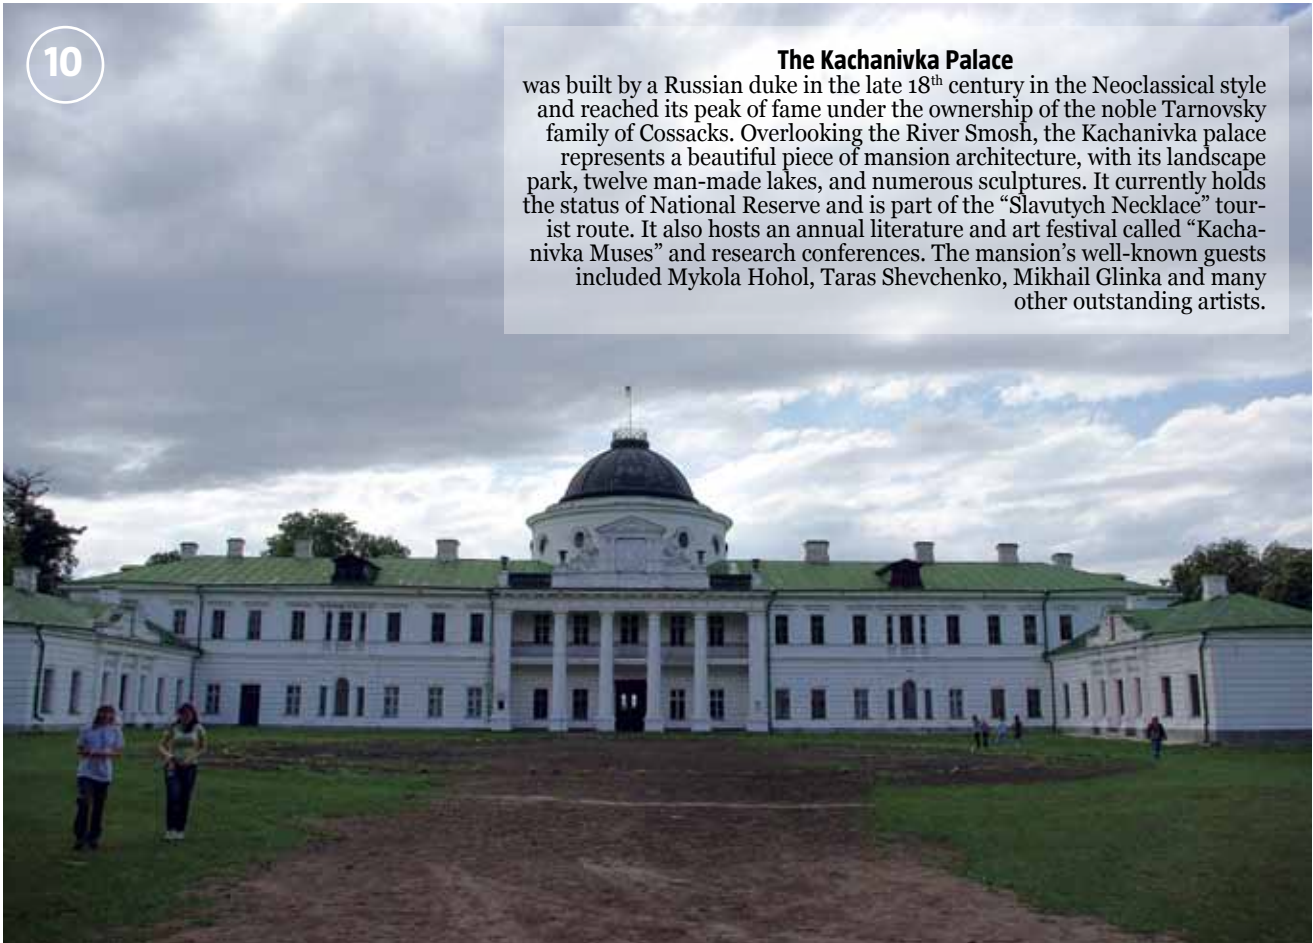 10
The Kachanivka Palace
was built by a Russian duke in the late 18th century in the Neoclassical style
and reached its peak of fame under the ownership of the noble Tarnovsky
family of Cossacks. Overlooking the River Smosh, the Kachanivka palace
represents a beautiful piece of mansion architecture, with its landscape
park, twelve man-made lakes, and numerous sculptures. It currently holds
the status of National Reserve and is part of the “Slavutych Necklace” tour-
ist route. It also hosts an annual literature and art festival called “Kacha-
nivka Muses” and research conferences. The mansion’s well-known guests
included Mykola Hohol, Taras Shevchenko, Mikhail Glinka and many
other outstanding artists.